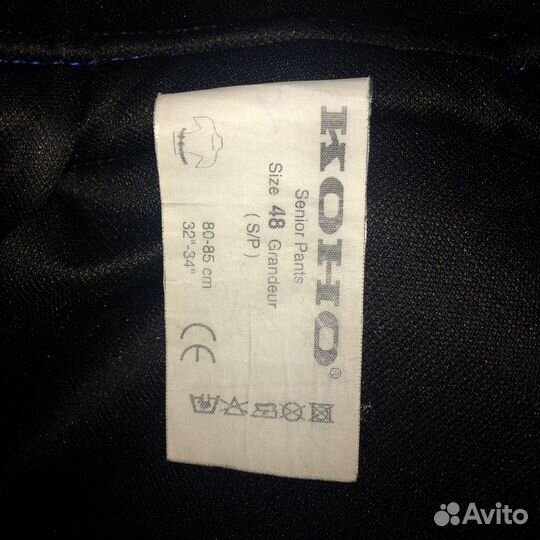 KOHO®
Senior Pants
Size 48 Grandeur
( S/P )
80-85 cm
32"-34"
CE
Avito